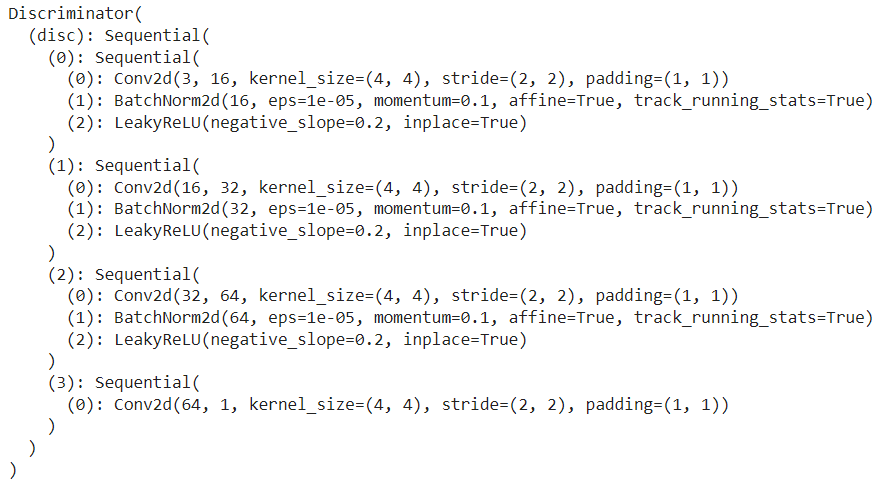 Discriminator(
  (disc): Sequential(
    (0): Sequential(
      (0): Conv2d(3, 16, kernel_size=(4, 4), stride=(2, 2), padding=(1, 1))
      (1): BatchNorm2d(16, eps=1e-05, momentum=0.1, affine=True, track_running_stats=True)
      (2): LeakyReLU(negative_slope=0.2, inplace=True)
    )
    (1): Sequential(
      (0): Conv2d(16, 32, kernel_size=(4, 4), stride=(2, 2), padding=(1, 1))
      (1): BatchNorm2d(32, eps=1e-05, momentum=0.1, affine=True, track_running_stats=True)
      (2): LeakyReLU(negative_slope=0.2, inplace=True)
    )
    (2): Sequential(
      (0): Conv2d(32, 64, kernel_size=(4, 4), stride=(2, 2), padding=(1, 1))
      (1): BatchNorm2d(64, eps=1e-05, momentum=0.1, affine=True, track_running_stats=True)
      (2): LeakyReLU(negative_slope=0.2, inplace=True)
    )
    (3): Sequential(
      (0): Conv2d(64, 1, kernel_size=(4, 4), stride=(2, 2), padding=(1, 1))
    )
  )
)